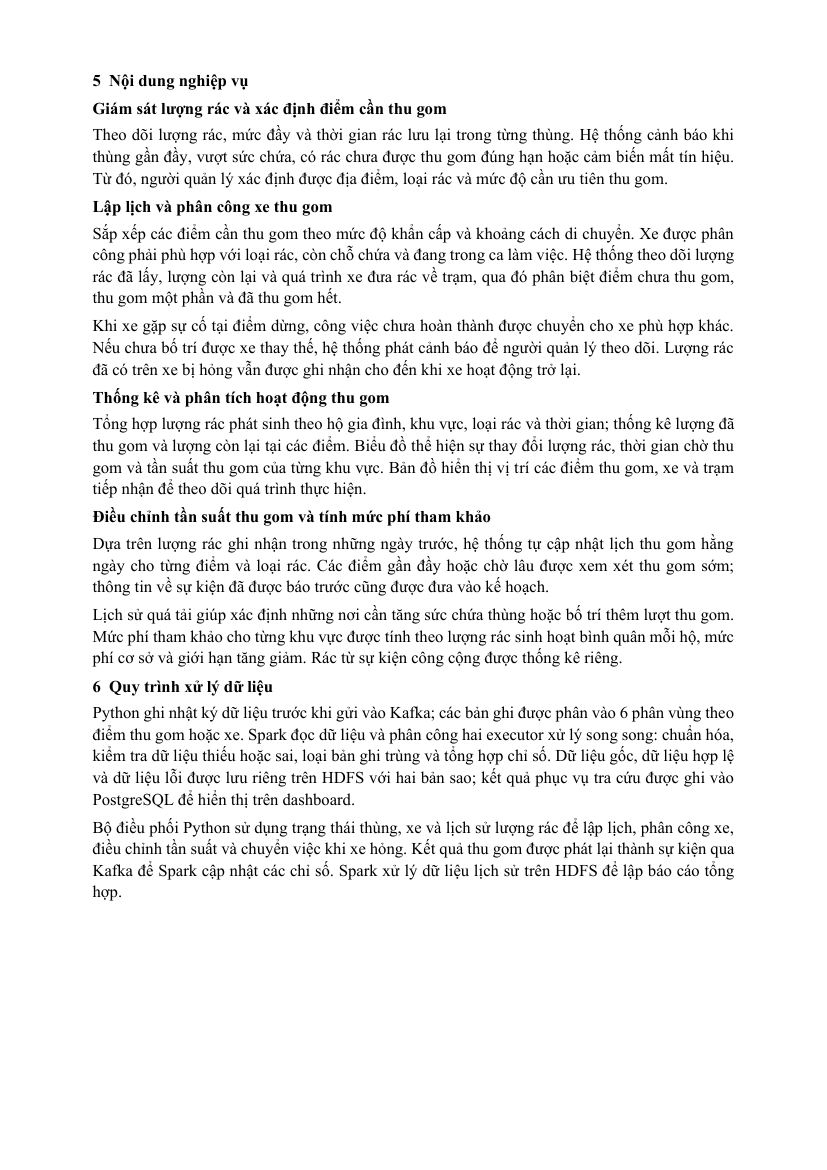 5 Nội dung nghiệp vụ
Giám sát lượng rác và xác định điểm cần thu gom
Theo dõi lượng rác, mức đầy và thời gian rác lưu lại trong từng thùng. Hệ thống cảnh báo khi
thùng gần đầy, vượt sức chứa, có rác chưa được thu gom đúng hạn hoặc cảm biến mất tín hiệu.
Từ đó, người quản lý xác định được địa điểm, loại rác và mức độ cần ưu tiên thu gom.
Lập lịch và phân công xe thu gom
Sắp xếp các điểm cần thu gom theo mức độ khẩn cấp và khoảng cách di chuyển. Xe được phân
công phải phù hợp với loại rác, còn chỗ chứa và đang trong ca làm việc. Hệ thống theo dõi lượng
rác đã lấy, lượng còn lại và quá trình xe đưa rác về trạm, qua đó phân biệt điểm chưa thu gom,
thu gom một phần và đã thu gom hết.
Khi xe gặp sự cố tại điểm dừng, công việc chưa hoàn thành được chuyển cho xe phù hợp khác.
Nếu chưa bố trí được xe thay thế, hệ thống phát cảnh báo để người quản lý theo dõi. Lượng rác
đã có trên xe bị hỏng vẫn được ghi nhận cho đến khi xe hoạt động trở lại.
Thống kê và phân tích hoạt động thu gom
Tổng hợp lượng rác phát sinh theo hộ gia đình, khu vực, loại rác và thời gian; thống kê lượng đã
thu gom và lượng còn lại tại các điểm. Biểu đồ thể hiện sự thay đổi lượng rác, thời gian chờ thu
gom và tần suất thu gom của từng khu vực. Bản đồ hiển thị vị trí các điểm thu gom, xe và trạm
tiếp nhận để theo dõi quá trình thực hiện.
Điều chỉnh tần suất thu gom và tính mức phí tham khảo
Dựa trên lượng rác ghi nhận trong những ngày trước, hệ thống tự cập nhật lịch thu gom hằng
ngày cho từng điểm và loại rác. Các điểm gần đầy hoặc chờ lâu được xem xét thu gom sớm;
thông tin về sự kiện đã được báo trước cũng được đưa vào kế hoạch.
Lịch sử quá tải giúp xác định những nơi cần tăng sức chứa thùng hoặc bố trí thêm lượt thu gom.
Mức phí tham khảo cho từng khu vực được tính theo lượng rác sinh hoạt bình quân mỗi hộ, mức
phí cơ sở và giới hạn tăng giảm. Rác từ sự kiện công cộng được thống kê riêng.
6 Quy trình xử lý dữ liệu
Python ghi nhật ký dữ liệu trước khi gửi vào Kafka; các bản ghi được phân vào 6 phân vùng theo
điểm thu gom hoặc xe. Spark đọc dữ liệu và phân công hai executor xử lý song song: chuẩn hóa,
kiểm tra dữ liệu thiếu hoặc sai, loại bản ghi trùng và tổng hợp chỉ số. Dữ liệu gốc, dữ liệu hợp lệ
và dữ liệu lỗi được lưu riêng trên HDFS với hai bản sao; kết quả phục vụ tra cứu được ghi vào
PostgreSQL để hiển thị trên dashboard.
Bộ điều phối Python sử dụng trạng thái thùng, xe và lịch sử lượng rác để lập lịch, phân công xe,
điều chỉnh tần suất và chuyển việc khi xe hỏng. Kết quả thu gom được phát lại thành sự kiện qua
Kafka để Spark cập nhật các chỉ số. Spark xử lý dữ liệu lịch sử trên HDFS để lập báo cáo tổng
hợp.